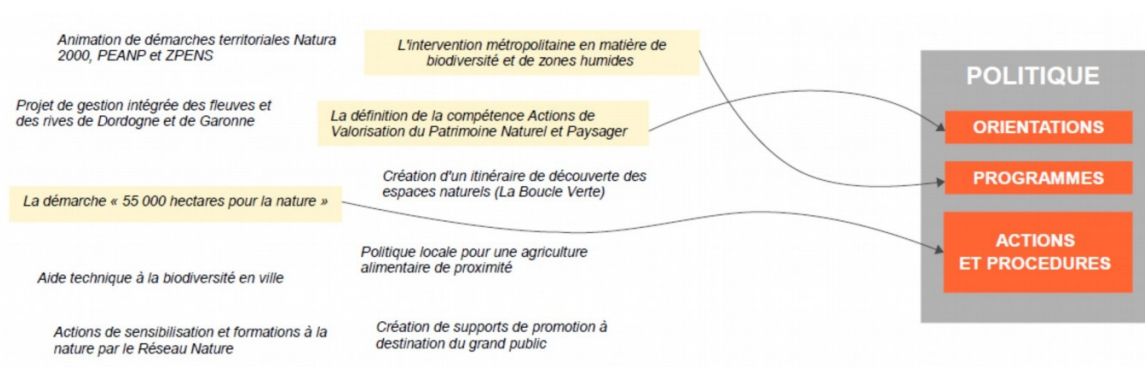 Animation de démarches territoriales Natura
2000, PEANP et ZPENS
L'intervention métropolitaine en matière de
biodiversité et de zones humides
Projet de gestion intégrée des fleuves et
des rives de Dordogne et de Garonne
La définition de la compétence Actions de
Valorisation du Patrimoine Naturel et Paysager
Création d'un itinéraire de découverte des
espaces naturels (La Boucle Verte)
La démarche « 55 000 hectares pour la nature »
Politique locale pour une agriculture
alimentaire de proximité
Aide technique à la biodiversité en ville
Actions de sensibilisation et formations à la
nature par le Réseau Nature
Création de supports de promotion à
destination du grand public
POLITIQUE
ORIENTATIONS
PROGRAMMES
ACTIONS
ET PROCEDURES